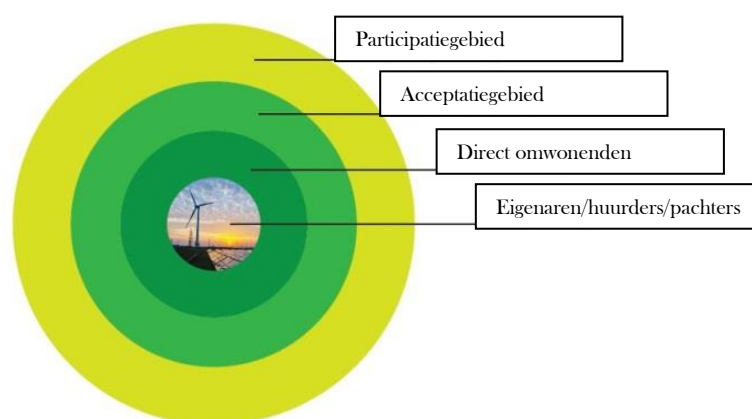 Participatiegebied
Acceptatiegebied
Direct omwonenden
Eigenaren/huurders/pachters